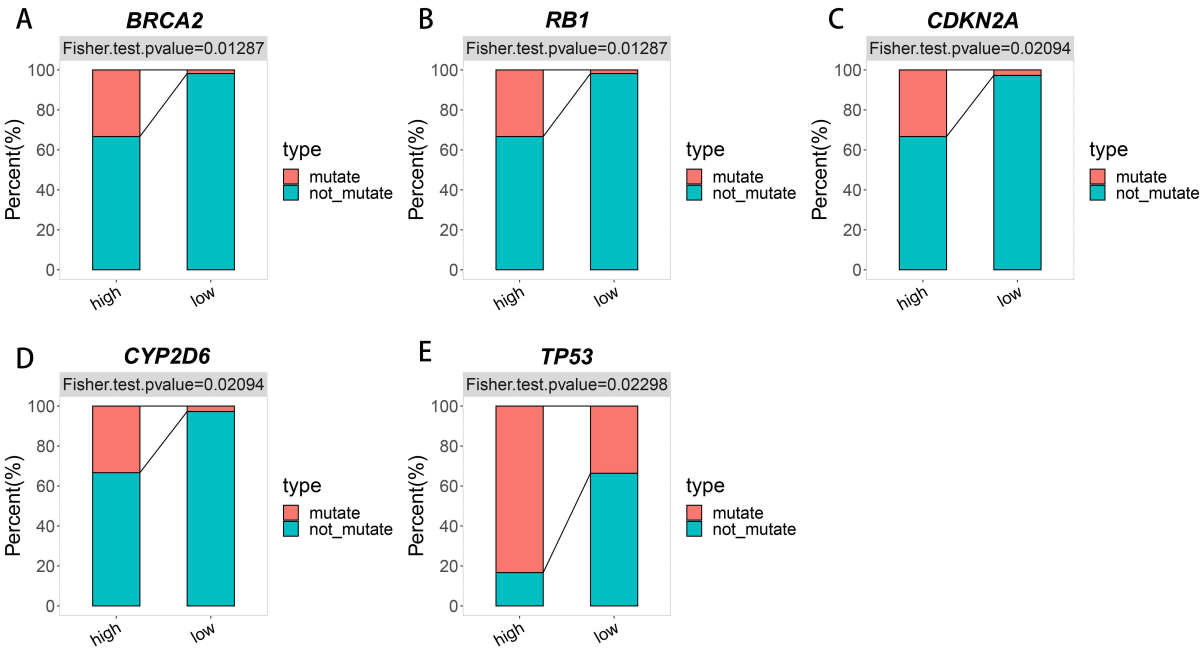 A
BRCA2
Fisher.test.pvalue=0.01287
100
80
60
40
20
0
Percent(%)
high
low
type
mutate
not_mutate
B
RB1
Fisher.test.pvalue=0.01287
100
80
60
40
20
0
Percent(%)
high
low
type
mutate
not_mutate
C
CDKN2A
Fisher.test.pvalue=0.02094
100
80
60
40
20
0
Percent(%)
high
low
type
mutate
not_mutate
D
CYP2D6
Fisher.test.pvalue=0.02094
100
80
60
40
20
0
Percent(%)
high
low
type
mutate
not_mutate
E
TP53
Fisher.test.pvalue=0.02298
100
80
60
40
20
0
Percent(%)
high
low
type
mutate
not_mutate